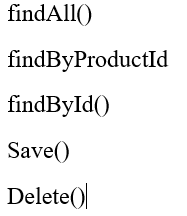 findAll()
findByProductId
findById()
Save()
Delete()